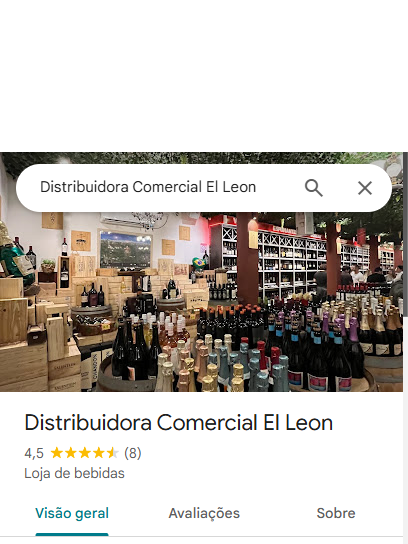 Distribuidora Comercial El Leon
Distribuidora Comercial El Leon
4,5 (8)
Loja de bebidas
Visão geral Avaliações Sobre